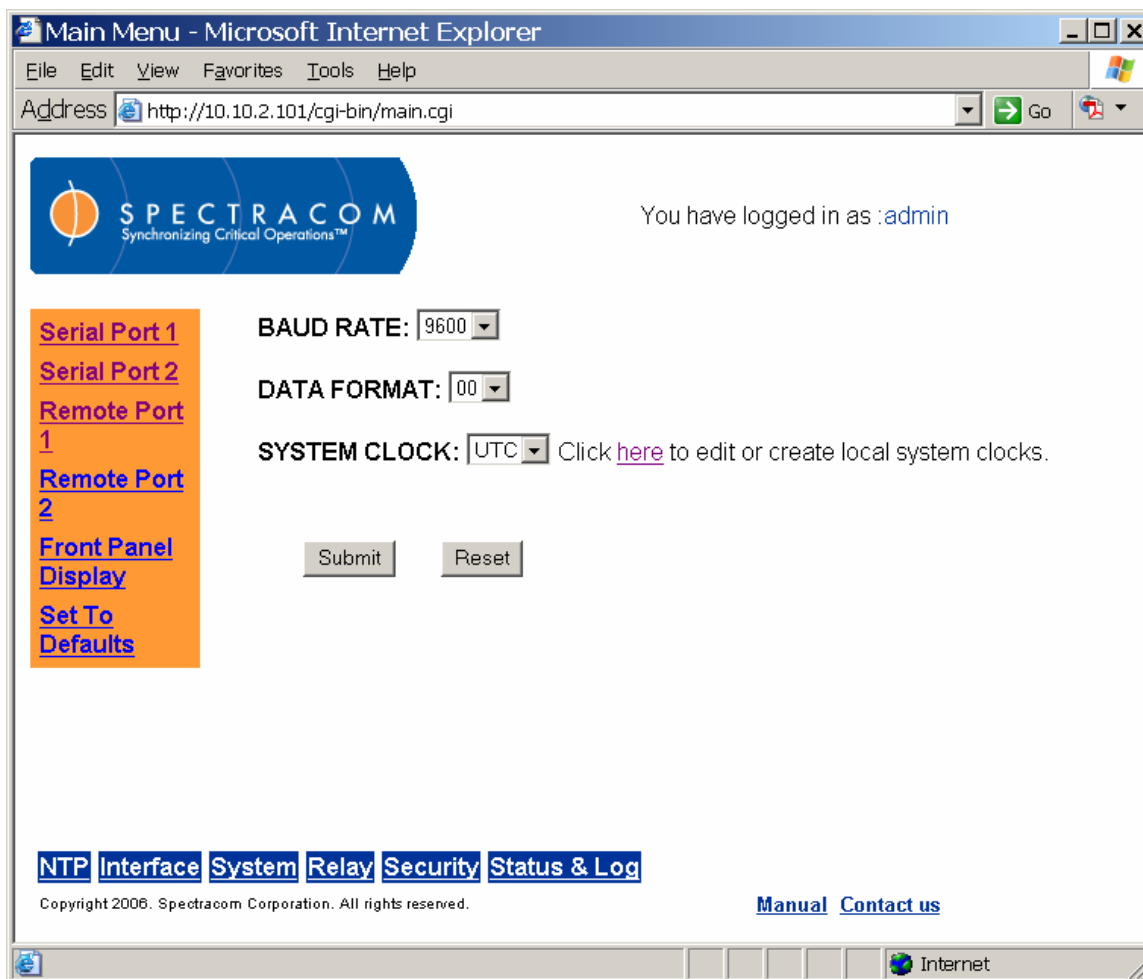 Main Menu - Microsoft Internet Explorer
File Edit View Favorites Tools Help
Address http://10.10.2.101/cgi-bin/main.cgi Go
SPECTRACOM
Synchronizing Critical Operations™
You have logged in as :admin
Serial Port 1
Serial Port 2
Remote Port
1
Remote Port
2
Front Panel
Display
Set To
Defaults
BAUD RATE: 9600
DATA FORMAT: 00
SYSTEM CLOCK: UTC Click here to edit or create local system clocks.
Submit Reset
NTP Interface System Relay Security Status & Log
Copyright 2006. Spectracom Corporation. All rights reserved.
Manual Contact us
Internet